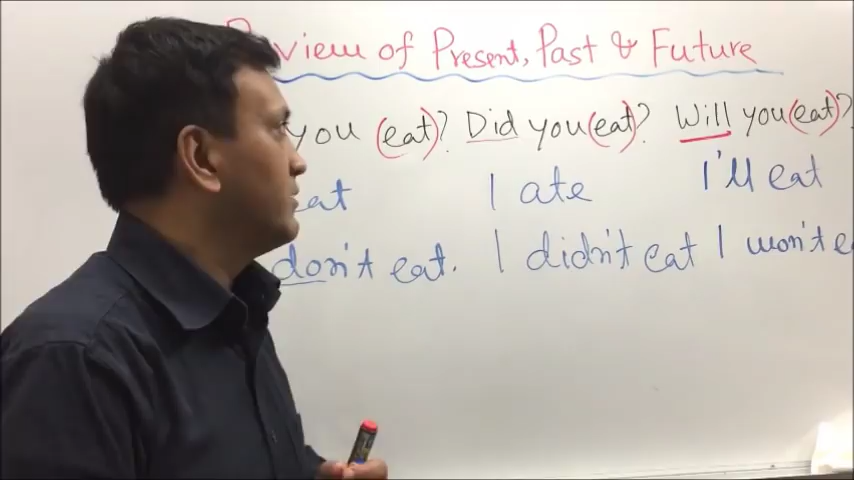 view of Present, Past & Future
you (eat)? Did you (eat)? Will you (eat)?
eat I ate I'll eat
don't eat. I didn't eat I won't e